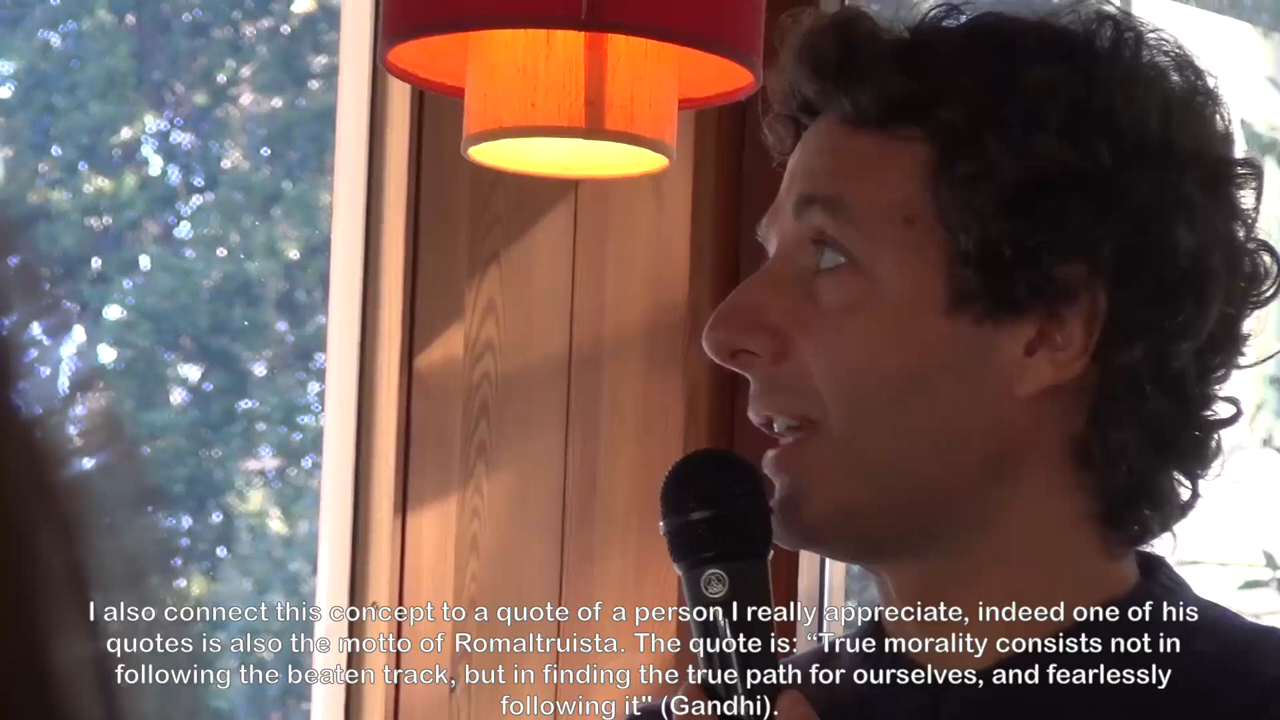 I also connect this concept to a quote of a person I really appreciate, indeed one of his
quotes is also the motto of Romaltruista. The quote is: “True morality consists not in
following the beaten track, but in finding the true path for ourselves, and fearlessly
following it" (Gandhi).